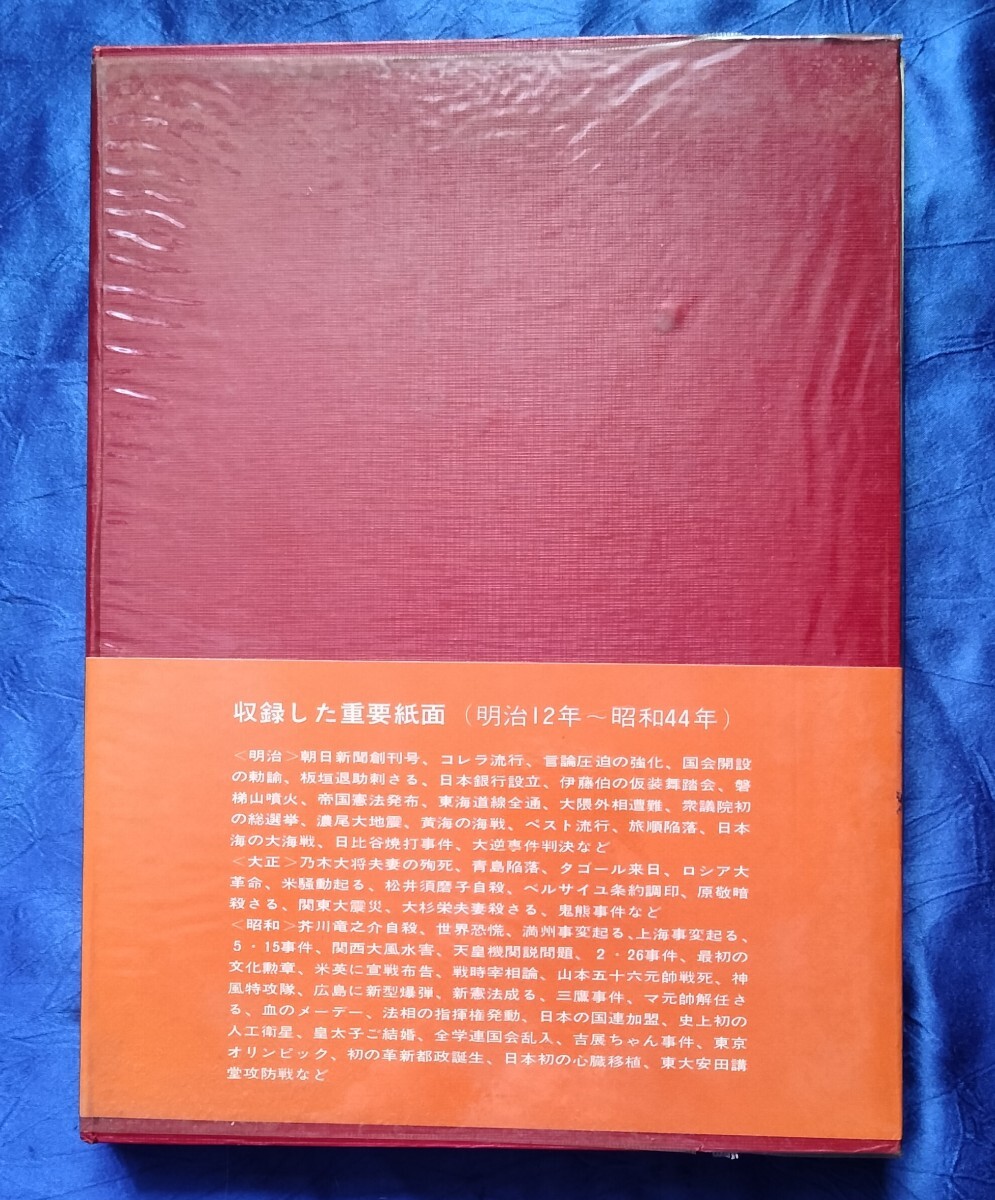 収録した重要紙面（明治12年〜昭和44年）
＜明治＞朝日新聞創刊号、コレラ流行、言論圧迫の強化、国会開設
の勅諭、板垣退助刺さる、日本銀行設立、伊藤伯の仮装舞踏会、磐
梯山噴火、帝国憲法発布、東海道線全通、大隈外相遭難、衆議院初
の総選挙、濃尾大地震、黄海の海戦、ペスト流行、旅順陥落、日本
海の大海戦、日比谷焼打事件、大逆事件判決など
＜大正＞乃木大将夫妻の殉死、青島陥落、タゴール来日、ロシア大
革命、米騒動起る、松井須磨子自殺、ベルサイユ条約調印、原敬暗
殺さる、関東大震災、大杉栄夫妻殺さる、鬼熊事件など
＜昭和＞芥川竜之介自殺、世界恐慌、満州事変起る、上海事変起る、
5・15事件、関西大風水害、天皇機関説問題、2・26事件、最初の
文化勲章、米英に宣戦布告、戦時宰相論、山本五十六元帥戦死、神
風特攻隊、広島に新型爆弾、新憲法成る、三鷹事件、マ元帥解任さ
る、血のメーデー、法相の指揮権発動、日本の国連加盟、史上初の
人工衛星、皇太子ご結婚、全学連国会乱入、吉展ちゃん事件、東京
オリンピック、初の革新都政誕生、日本初の心臓移植、東大安田講
堂攻防戦など